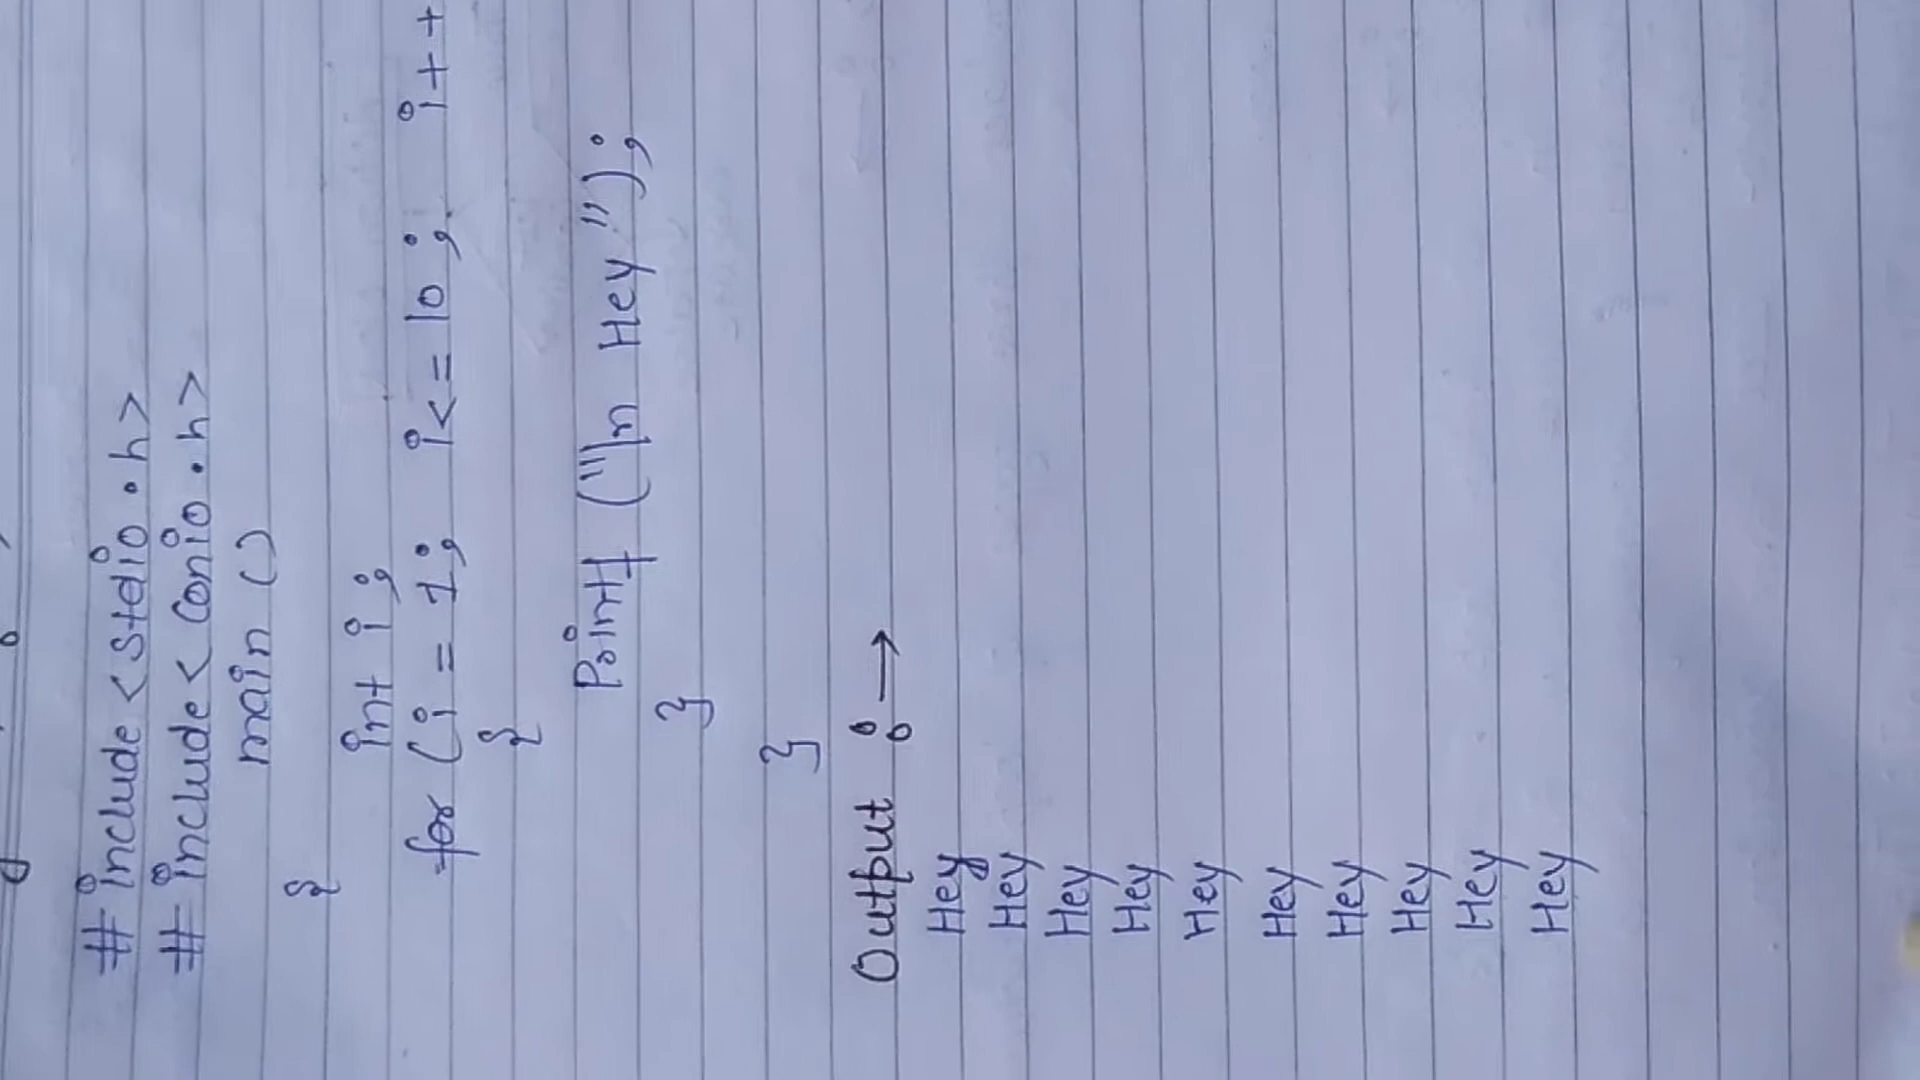 # include <stdio.h>
# include <conio.h>
main ()
{
int i;
for (i = 1; i<=10; i++
{
Printf ("\n Hey");
}
}
Output : →
Hey
Hey
Hey
Hey
Hey
Hey
Hey
Hey
Hey
Hey